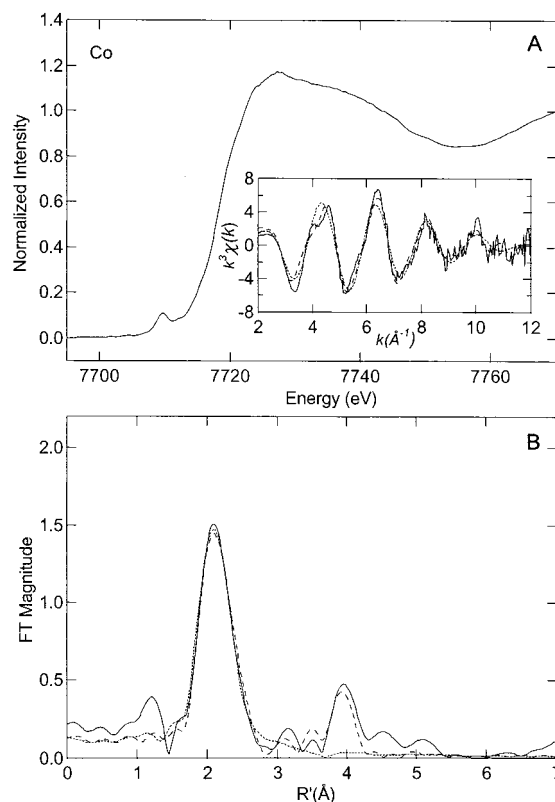 Co
A
1.4
1.2
1.0
0.8
0.6
0.4
0.2
0.0
Normalized Intensity
8
4
0
-4
-8
k³χ(k)
2 4 6 8 10 12
k(Å⁻¹)
7700 7720 7740 7760
Energy (eV)
B
2.0
1.5
1.0
0.5
0.0
FT Magnitude
0 1 2 3 4 5 6 7
R'(Å)